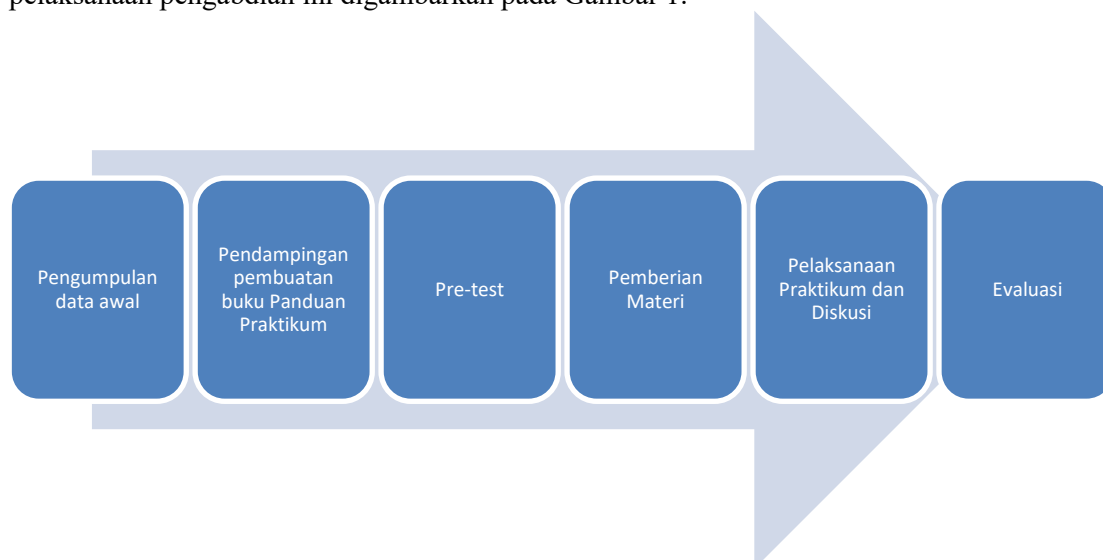 pelaksanaan pengabdian ini digambarkan pada Gambar 1.
Pengumpulan
data awal
Pendampingan
pembuatan
buku Panduan
Praktikum
Pre-test
Pemberian
Materi
Pelaksanaan
Praktikum dan
Diskusi
Evaluasi